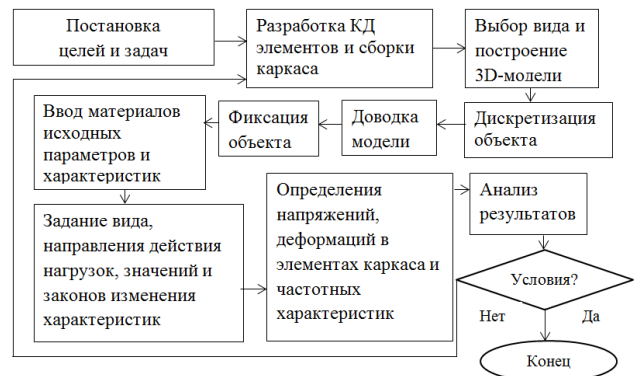 Постановка
целей и задач
Разработка КД
элементов и сборки
каркаса
Выбор вида и
построение
3D-модели
Дискретизация
объекта
Доводка
модели
Фиксация
объекта
Ввод материалов
исходных
параметров и
характеристик
Задание вида,
направления действия
нагрузок, значений и
законов изменения
характеристик
Определения
напряжений,
деформаций в
элементах каркаса и
частотных
характеристик
Анализ
результатов
Условия?
Нет
Да
Конец